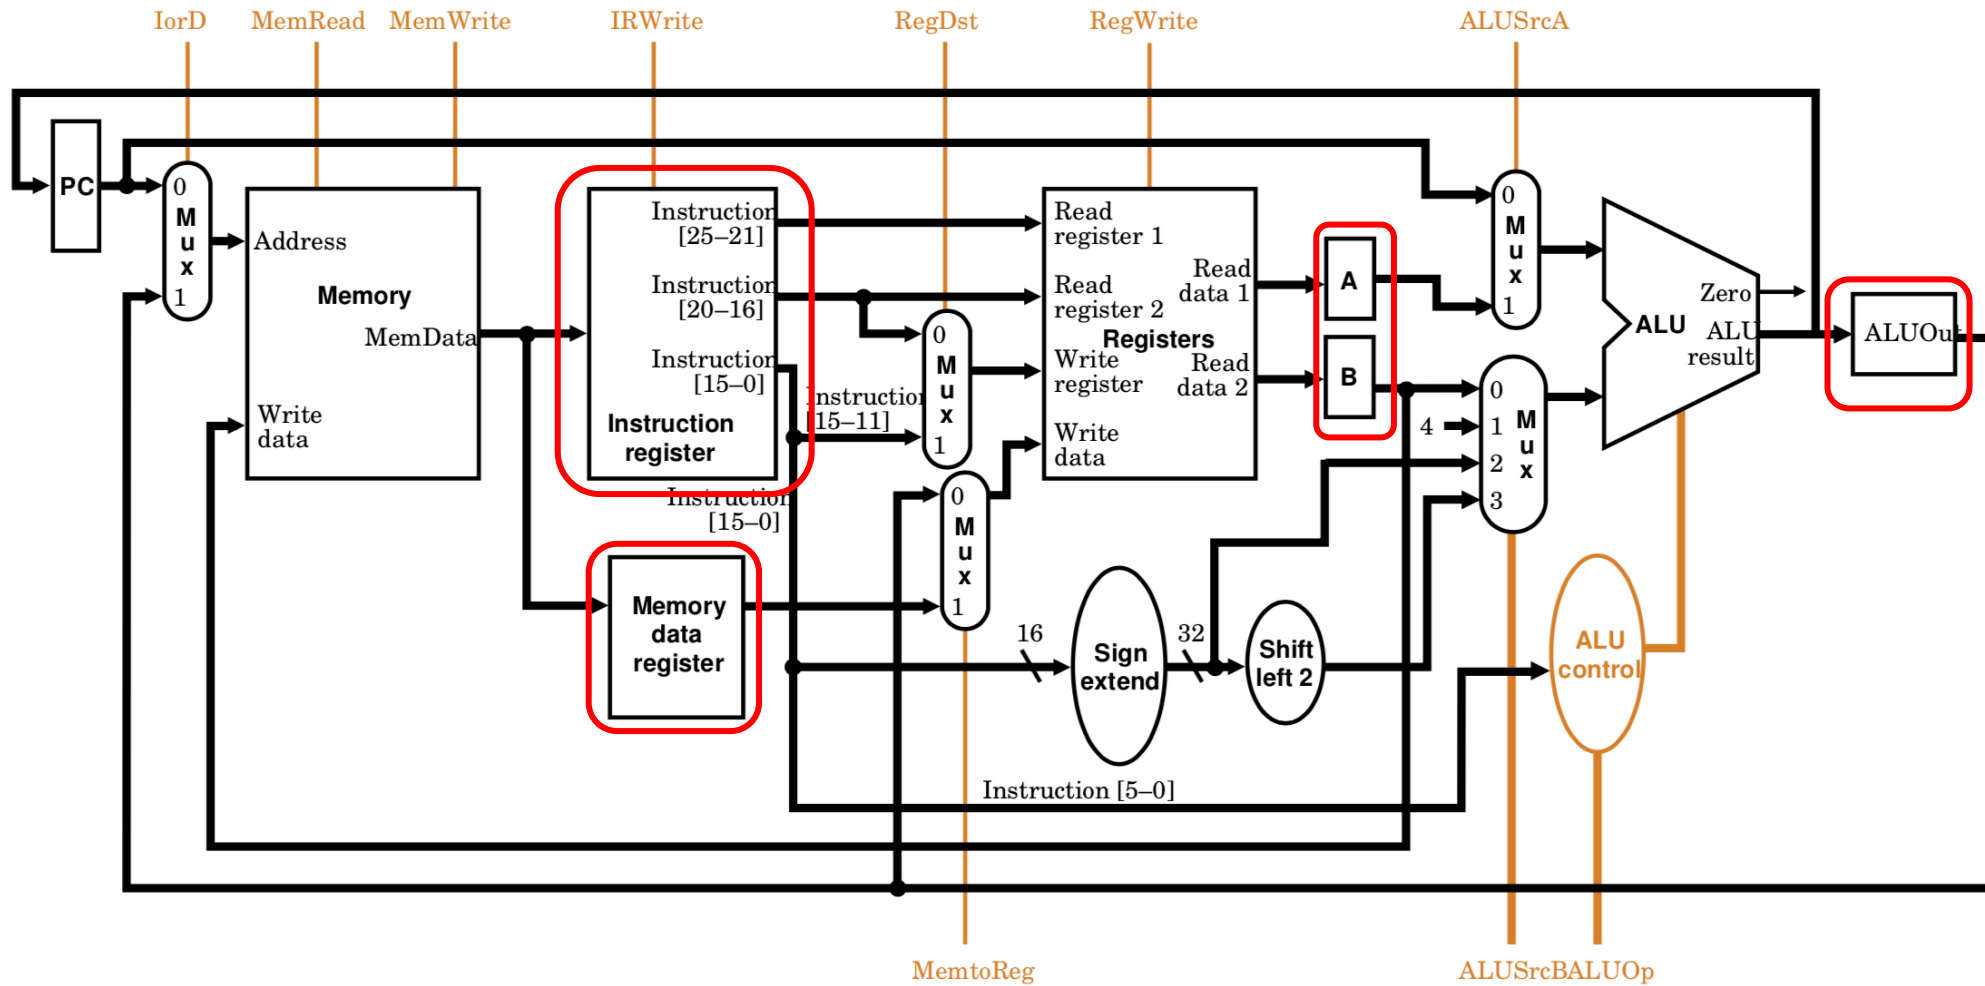 IorD
MemRead
MemWrite
IRWrite
RegDst
RegWrite
ALUSrcA
PC
0
M
u
x
1
Address
Memory
MemData
Write
data
Instruction
[25–21]
Instruction
[20–16]
Instruction
[15–0]
Instruction
register
Instruction
[15–11]
Instruction
[15–0]
Memory
data
register
0
M
u
x
1
0
M
u
x
1
Read
register 1
Read
register 2
Registers
Write
register
Write
data
Read
data 1
Read
data 2
A
B
0
M
u
x
1
4
0
1
2
3
M
u
x
Zero
ALU
ALU
result
ALUOut
16
Sign
extend
32
Shift
left 2
ALU
control
Instruction [5–0]
MemtoReg
ALUSrcB
ALUOp